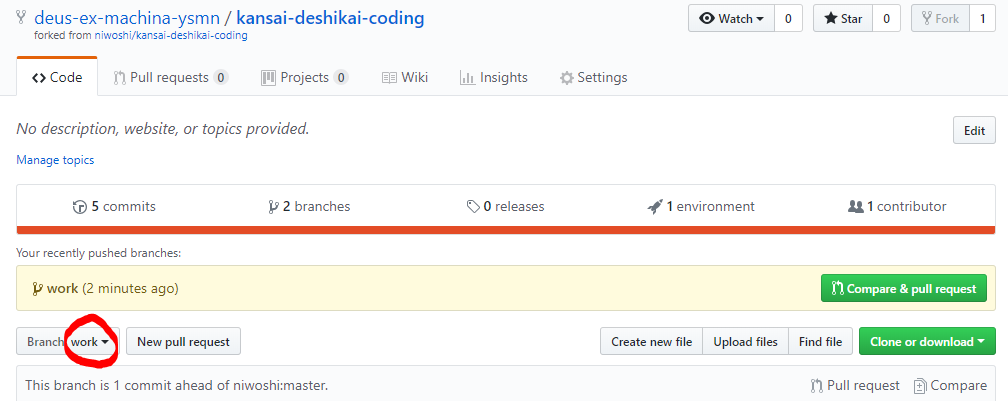 deus-ex-machina-ysmn / kansai-deshikai-coding
forked from niwoshi/kansai-deshikai-coding
Watch 0 Star 0 Fork 1
Code Pull requests 0 Projects 0 Wiki Insights Settings
No description, website, or topics provided.
Edit
Manage topics
5 commits 2 branches 0 releases 1 environment 1 contributor
Your recently pushed branches:
work (2 minutes ago) Compare & pull request
Branch: work New pull request Create new file Upload files Find file Clone or download
This branch is 1 commit ahead of niwoshi:master. Pull request Compare